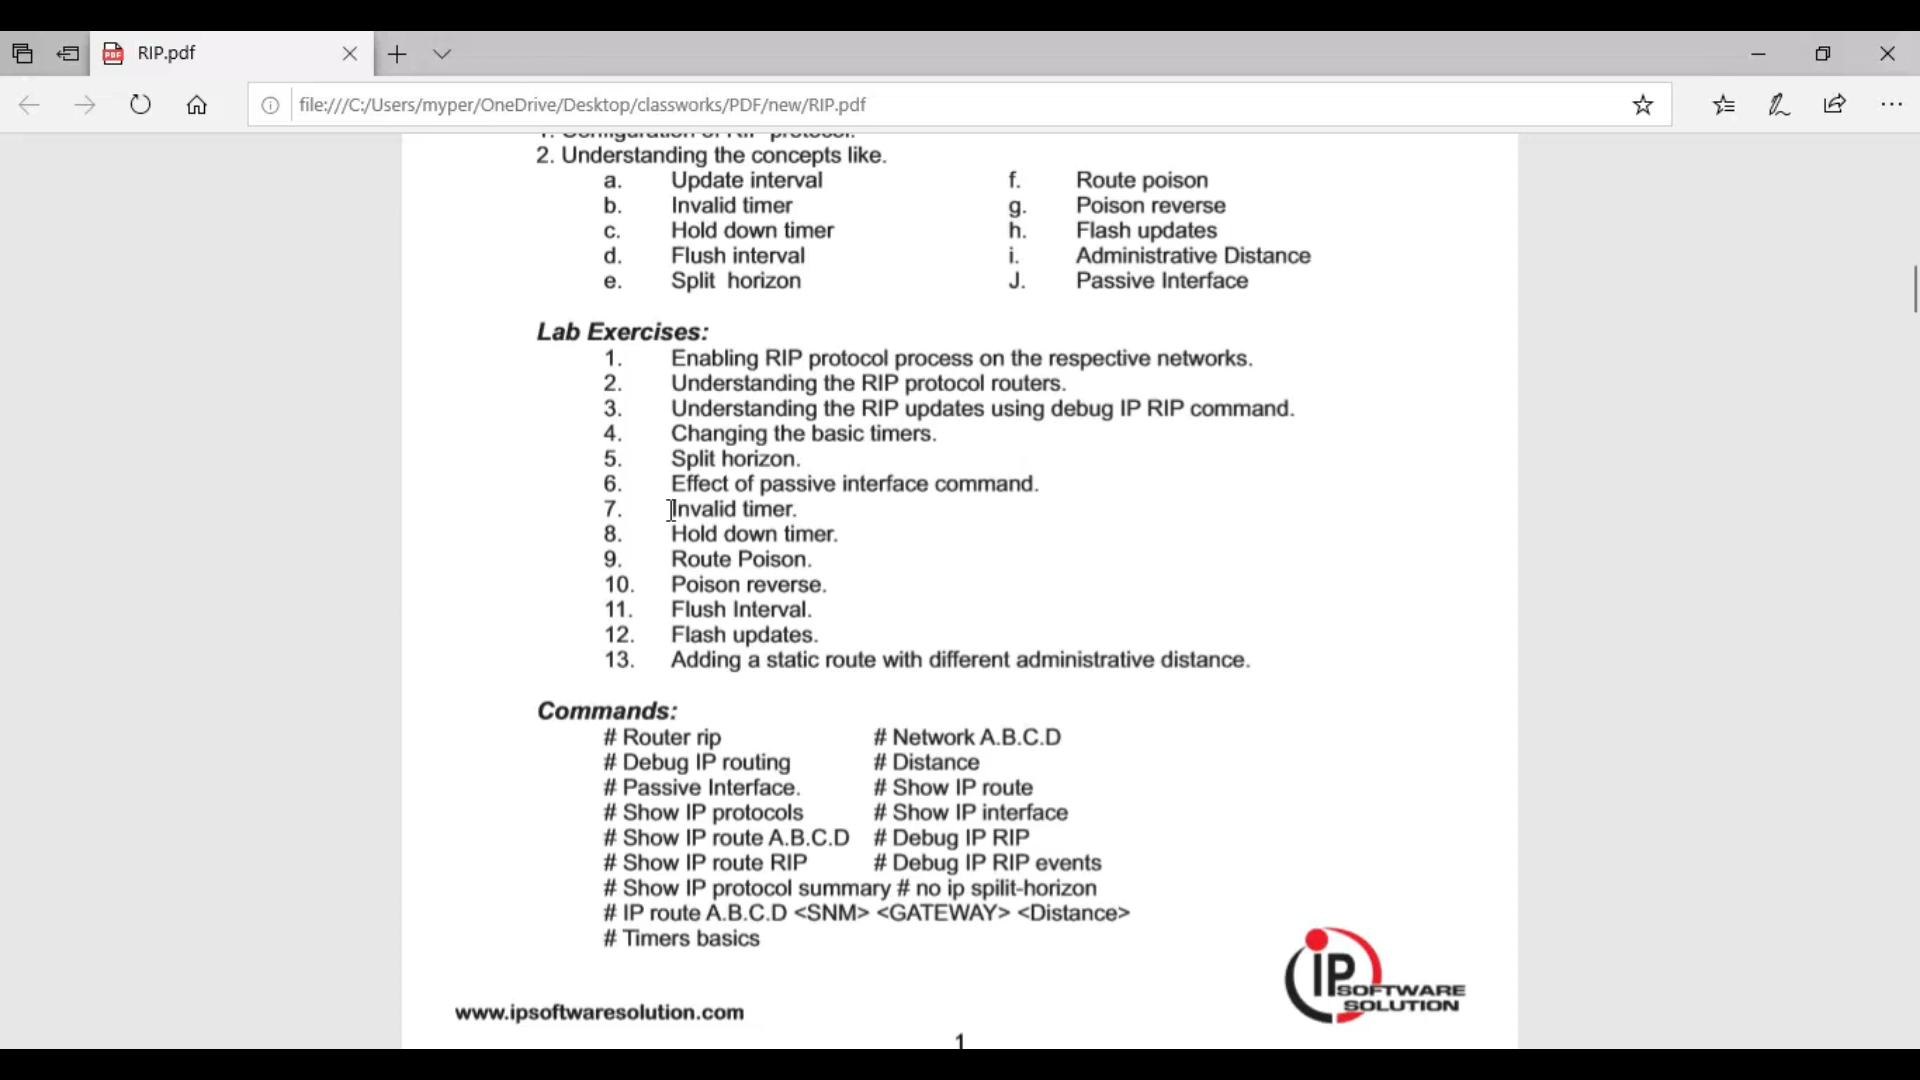 RIP.pdf
file:///C:/Users/myper/OneDrive/Desktop/classworks/PDF/new/RIP.pdf
1. Configuration of RIP protocol.
2. Understanding the concepts like.
a. Update interval f. Route poison
b. Invalid timer g. Poison reverse
c. Hold down timer h. Flash updates
d. Flush interval i. Administrative Distance
e. Split horizon J. Passive Interface
Lab Exercises:
1. Enabling RIP protocol process on the respective networks.
2. Understanding the RIP protocol routers.
3. Understanding the RIP updates using debug IP RIP command.
4. Changing the basic timers.
5. Split horizon.
6. Effect of passive interface command.
7. Invalid timer.
8. Hold down timer.
9. Route Poison.
10. Poison reverse.
11. Flush Interval.
12. Flash updates.
13. Adding a static route with different administrative distance.
Commands:
# Router rip # Network A.B.C.D
# Debug IP routing # Distance
# Passive Interface. # Show IP route
# Show IP protocols # Show IP interface
# Show IP route A.B.C.D # Debug IP RIP
# Show IP route RIP # Debug IP RIP events
# Show IP protocol summary # no ip spilit-horizon
# IP route A.B.C.D <SNM> <GATEWAY> <Distance>
# Timers basics
www.ipsoftwaresolution.com
iP SOFTWARE
SOLUTION
1